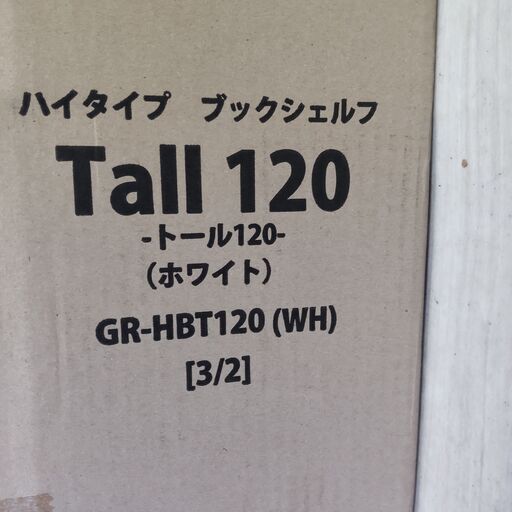 ハイタイプ　ブックシェルフ
Tall 120
-トール120-
（ホワイト）
GR-HBT120 (WH)
[3/2]